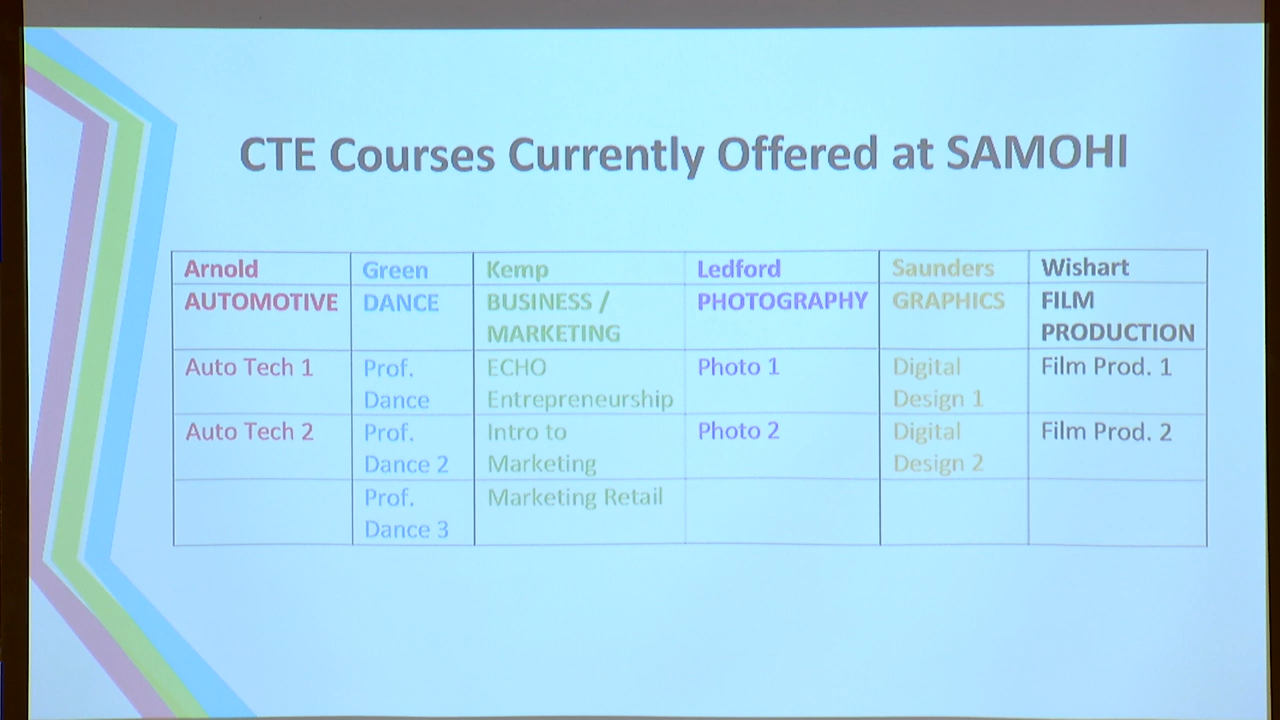 CTE Courses Currently Offered at SAMOHI
Arnold Green Kemp Ledford Saunders Wishart
AUTOMOTIVE DANCE BUSINESS / PHOTOGRAPHY GRAPHICS FILM
MARKETING PRODUCTION
Auto Tech 1 Prof. ECHO Photo 1 Digital Film Prod. 1
Dance Entrepreneurship Design 1
Auto Tech 2 Prof. Intro to Photo 2 Digital Film Prod. 2
Dance 2 Marketing Design 2
Prof. Marketing Retail
Dance 3